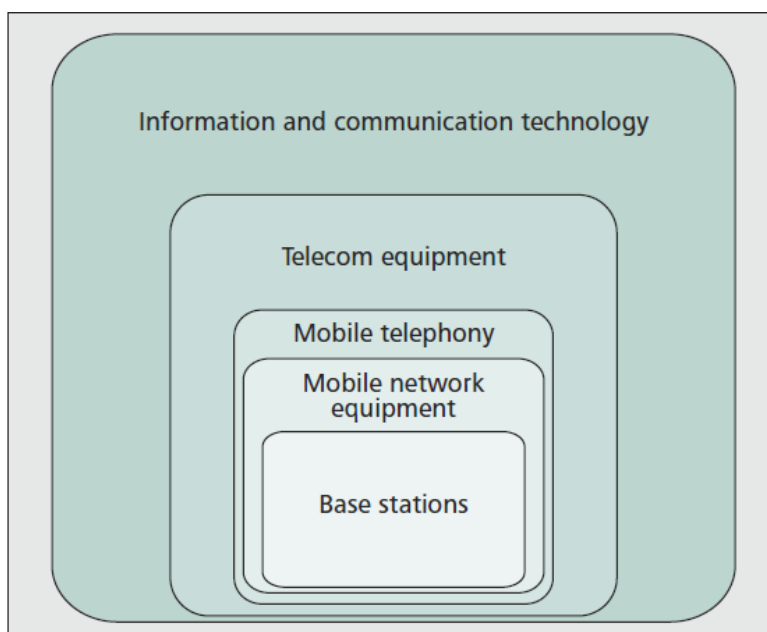 Information and communication technology
Telecom equipment
Mobile telephony
Mobile network
equipment
Base stations